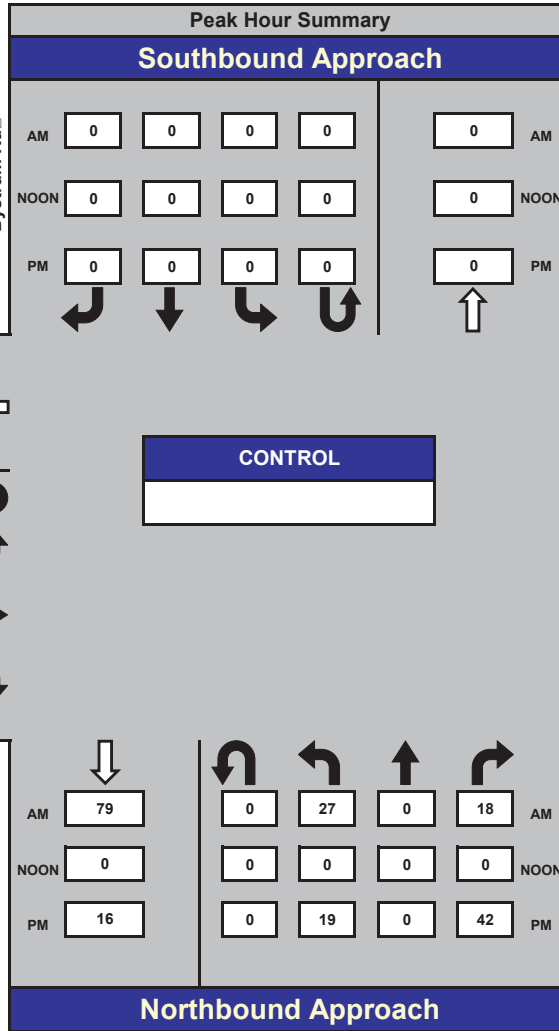 Peak Hour Summary
Southbound Approach
AM 0 0 0 0 0 AM
NOON 0 0 0 0 0 NOON
PM 0 0 0 0 0 PM
CONTROL
AM 79 0 27 0 18 AM
NOON 0 0 0 0 0 NOON
PM 16 0 19 0 42 PM
Northbound Approach